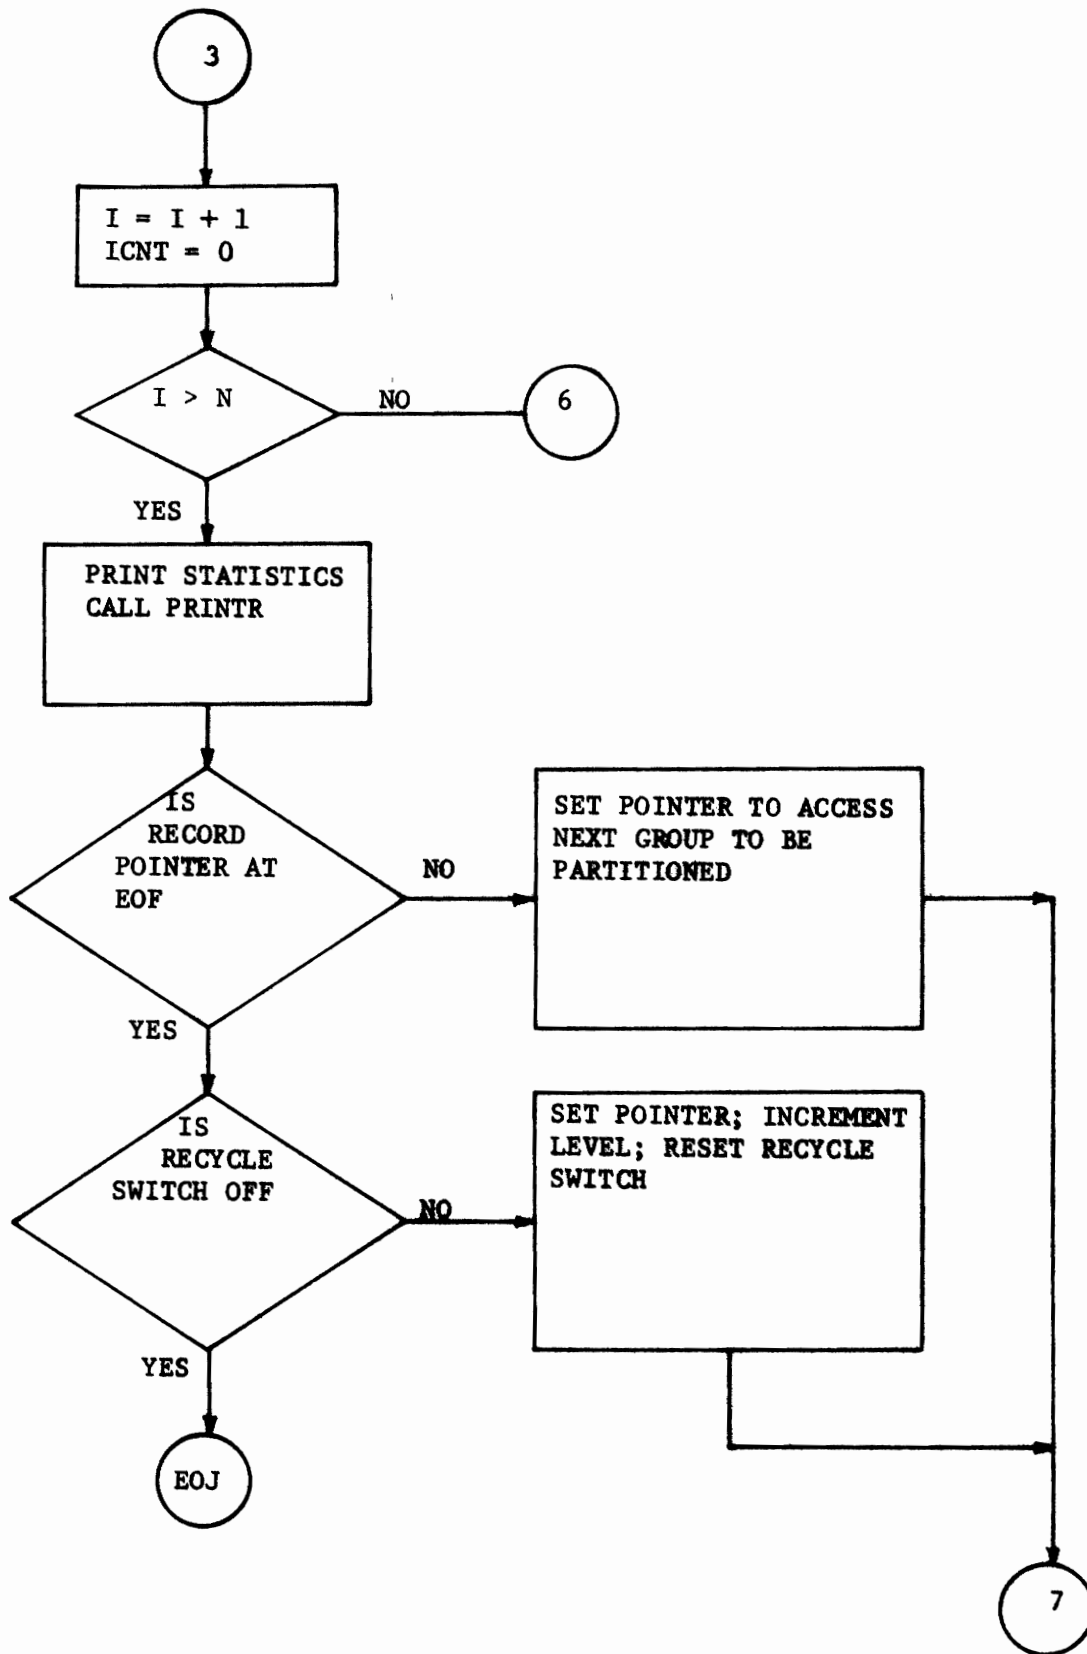 3
I = I + 1
ICNT = 0
I > N
NO
6
YES
PRINT STATISTICS
CALL PRINTR
IS
RECORD
POINTER AT
EOF
NO
SET POINTER TO ACCESS
NEXT GROUP TO BE
PARTITIONED
YES
IS
RECYCLE
SWITCH OFF
NO
SET POINTER; INCREMENT
LEVEL; RESET RECYCLE
SWITCH
YES
EOJ
7